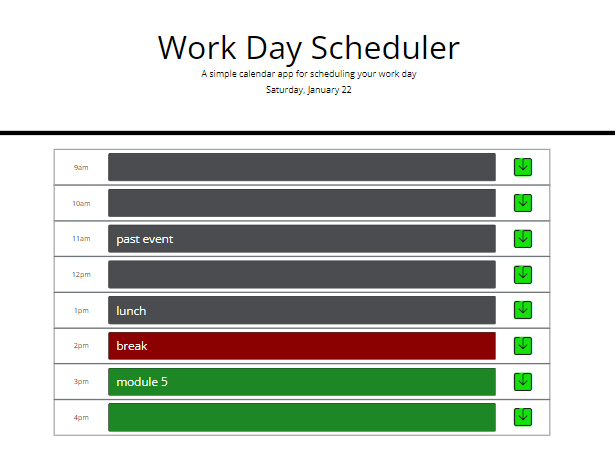 Work Day Scheduler
A simple calendar app for scheduling your work day
Saturday, January 22
9am
10am
11am past event
12pm
1pm lunch
2pm break
3pm module 5
4pm